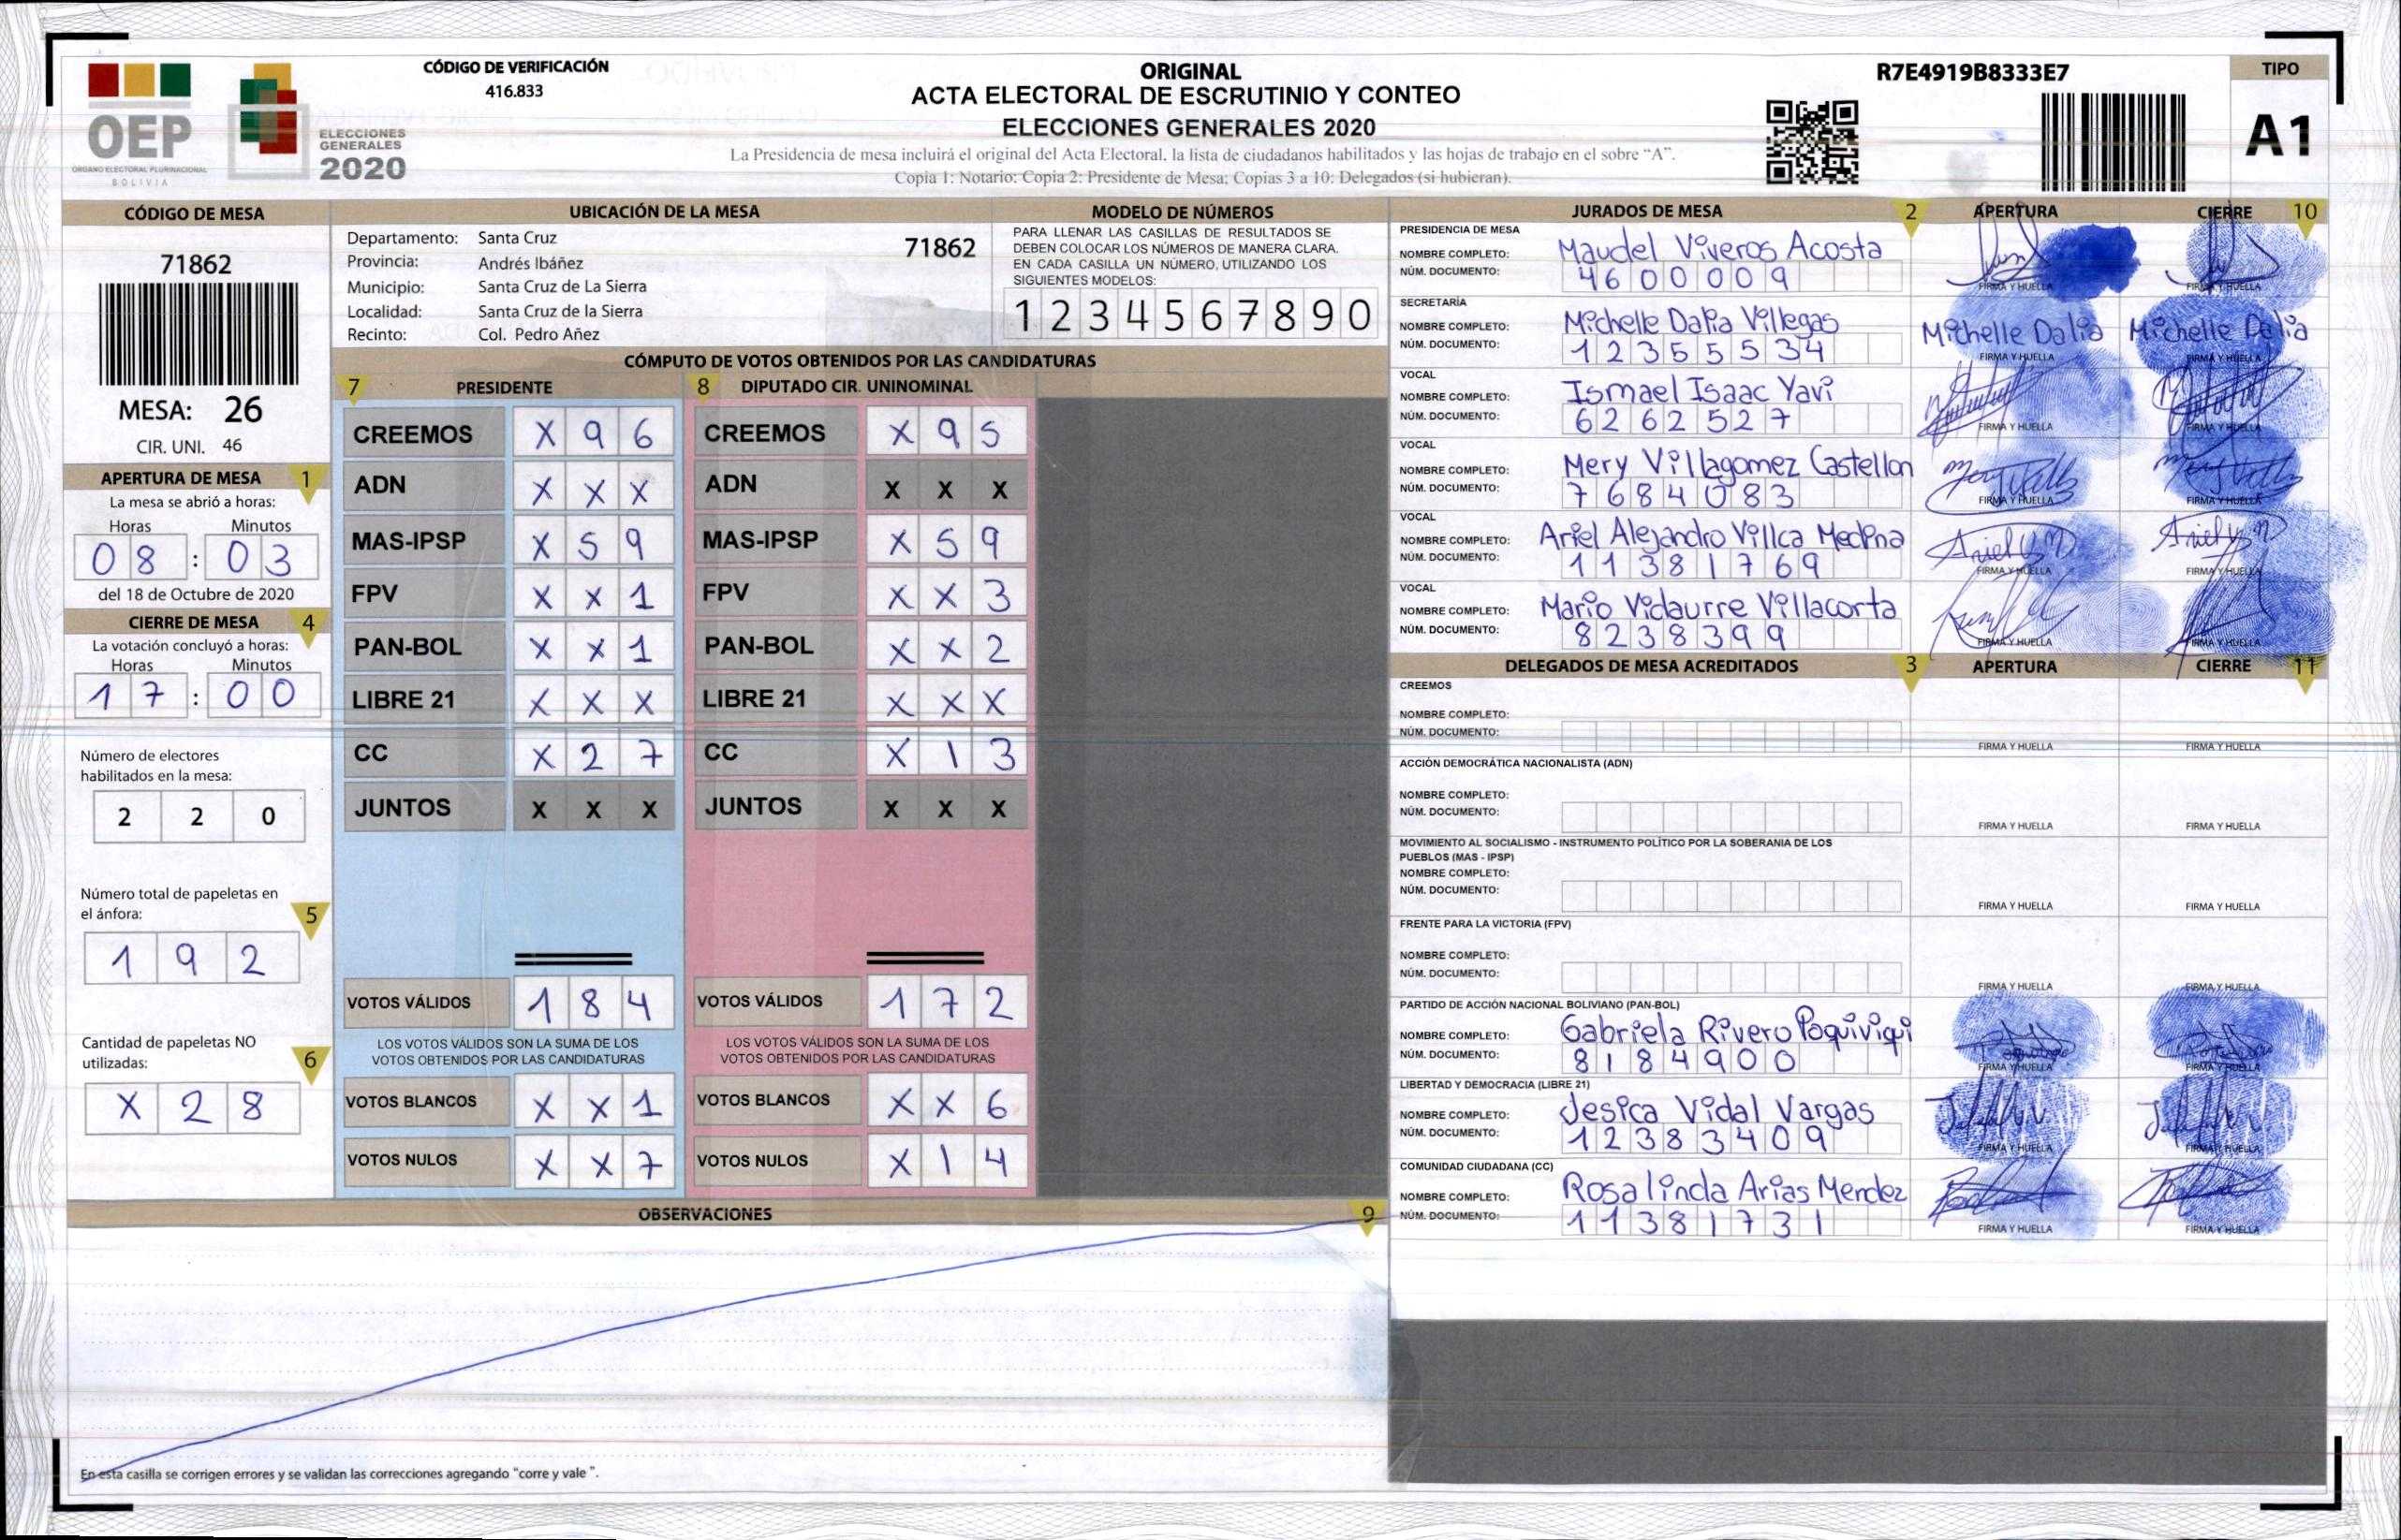 CÓDIGO DE VERIFICACIÓN
416.833
OEP
ORGANO ELECTORAL PLURINACIONAL
BOLIVIA
ELECCIONES
GENERALES
2020
ORIGINAL
ACTA ELECTORAL DE ESCRUTINIO Y CONTEO
ELECCIONES GENERALES 2020
La Presidencia de mesa incluirá el original del Acta Electoral, la lista de ciudadanos habilitados y las hojas de trabajo en el sobre “A”.
Copia 1: Notario; Copia 2: Presidente de Mesa; Copias 3 a 10: Delegados (si hubieran).
R7E4919B8333E7
TIPO
A1
CÓDIGO DE MESA
71862
MESA: 26
CIR. UNI. 46
APERTURA DE MESA 1
La mesa se abrió a horas:
Horas Minutos
08 : 03
del 18 de Octubre de 2020
CIERRE DE MESA 4
La votación concluyó a horas:
Horas Minutos
17 : 00
Número de electores
habilitados en la mesa:
2 2 0
Número total de papeletas en
el ánfora: 5
1 9 2
Cantidad de papeletas NO
utilizadas: 6
X 2 8
UBICACIÓN DE LA MESA
Departamento: Santa Cruz 71862
Provincia: Andrés Ibáñez
Municipio: Santa Cruz de La Sierra
Localidad: Santa Cruz de la Sierra
Recinto: Col. Pedro Añez
MODELO DE NÚMEROS
PARA LLENAR LAS CASILLAS DE RESULTADOS SE
DEBEN COLOCAR LOS NÚMEROS DE MANERA CLARA.
EN CADA CASILLA UN NÚMERO, UTILIZANDO LOS
SIGUIENTES MODELOS:
1 2 3 4 5 6 7 8 9 0
CÓMPUTO DE VOTOS OBTENIDOS POR LAS CANDIDATURAS
7 PRESIDENTE 8 DIPUTADO CIR. UNINOMINAL
CREEMOS X 9 6 CREEMOS X 9 5
ADN X X X ADN X X X
MAS-IPSP X 5 9 MAS-IPSP X 5 9
FPV X X 1 FPV X X 3
PAN-BOL X X 1 PAN-BOL X X 2
LIBRE 21 X X X LIBRE 21 X X X
CC X 2 7 CC X 1 3
JUNTOS X X X JUNTOS X X X
VOTOS VÁLIDOS 1 8 4 VOTOS VÁLIDOS 1 7 2
LOS VOTOS VÁLIDOS SON LA SUMA DE LOS LOS VOTOS VÁLIDOS SON LA SUMA DE LOS
VOTOS OBTENIDOS POR LAS CANDIDATURAS VOTOS OBTENIDOS POR LAS CANDIDATURAS
VOTOS BLANCOS X X 1 VOTOS BLANCOS X X 6
VOTOS NULOS X X 7 VOTOS NULOS X 1 4
OBSERVACIONES 9
En esta casilla se corrigen errores y se validan las correcciones agregando “corre y vale ”.
JURADOS DE MESA 2 APERTURA CIERRE 10
PRESIDENCIA DE MESA
NOMBRE COMPLETO: Maudel Viveros Acosta
NÚM. DOCUMENTO: 4600009
FIRMA Y HUELLA FIRMA Y HUELLA
SECRETARÍA
NOMBRE COMPLETO: Michelle Dalia Villegas Michelle Dalia Michelle Dalia
NÚM. DOCUMENTO: 12355534
FIRMA Y HUELLA FIRMA Y HUELLA
VOCAL
NOMBRE COMPLETO: Ismael Isaac Yavi
NÚM. DOCUMENTO: 6262527
FIRMA Y HUELLA FIRMA Y HUELLA
VOCAL
NOMBRE COMPLETO: Mery Villagomez Castellon
NÚM. DOCUMENTO: 7684083
FIRMA Y HUELLA FIRMA Y HUELLA
VOCAL
NOMBRE COMPLETO: Ariel Alejandro Villca Medina
NÚM. DOCUMENTO: 11381769
FIRMA Y HUELLA FIRMA Y HUELLA
VOCAL
NOMBRE COMPLETO: Mario Vidaurre Villacorta
NÚM. DOCUMENTO: 8238399
FIRMA Y HUELLA FIRMA Y HUELLA
DELEGADOS DE MESA ACREDITADOS 3 APERTURA CIERRE 11
CREEMOS
NOMBRE COMPLETO:
NÚM. DOCUMENTO:
FIRMA Y HUELLA FIRMA Y HUELLA
ACCIÓN DEMOCRÁTICA NACIONALISTA (ADN)
NOMBRE COMPLETO:
NÚM. DOCUMENTO:
FIRMA Y HUELLA FIRMA Y HUELLA
MOVIMIENTO AL SOCIALISMO - INSTRUMENTO POLÍTICO POR LA SOBERANIA DE LOS
PUEBLOS (MAS - IPSP)
NOMBRE COMPLETO:
NÚM. DOCUMENTO:
FIRMA Y HUELLA FIRMA Y HUELLA
FRENTE PARA LA VICTORIA (FPV)
NOMBRE COMPLETO:
NÚM. DOCUMENTO:
FIRMA Y HUELLA FIRMA Y HUELLA
PARTIDO DE ACCIÓN NACIONAL BOLIVIANO (PAN-BOL)
NOMBRE COMPLETO: Gabriela Rivero Poquiviqui
NÚM. DOCUMENTO: 8184900
FIRMA Y HUELLA FIRMA Y HUELLA
LIBERTAD Y DEMOCRACIA (LIBRE 21)
NOMBRE COMPLETO: Jesica Vidal Vargas
NÚM. DOCUMENTO: 12383409
FIRMA Y HUELLA FIRMA Y HUELLA
COMUNIDAD CIUDADANA (CC)
NOMBRE COMPLETO: Rosalinda Arias Mendez
NÚM. DOCUMENTO: 11381731
FIRMA Y HUELLA FIRMA Y HUELLA